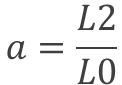 a = L2 / L0